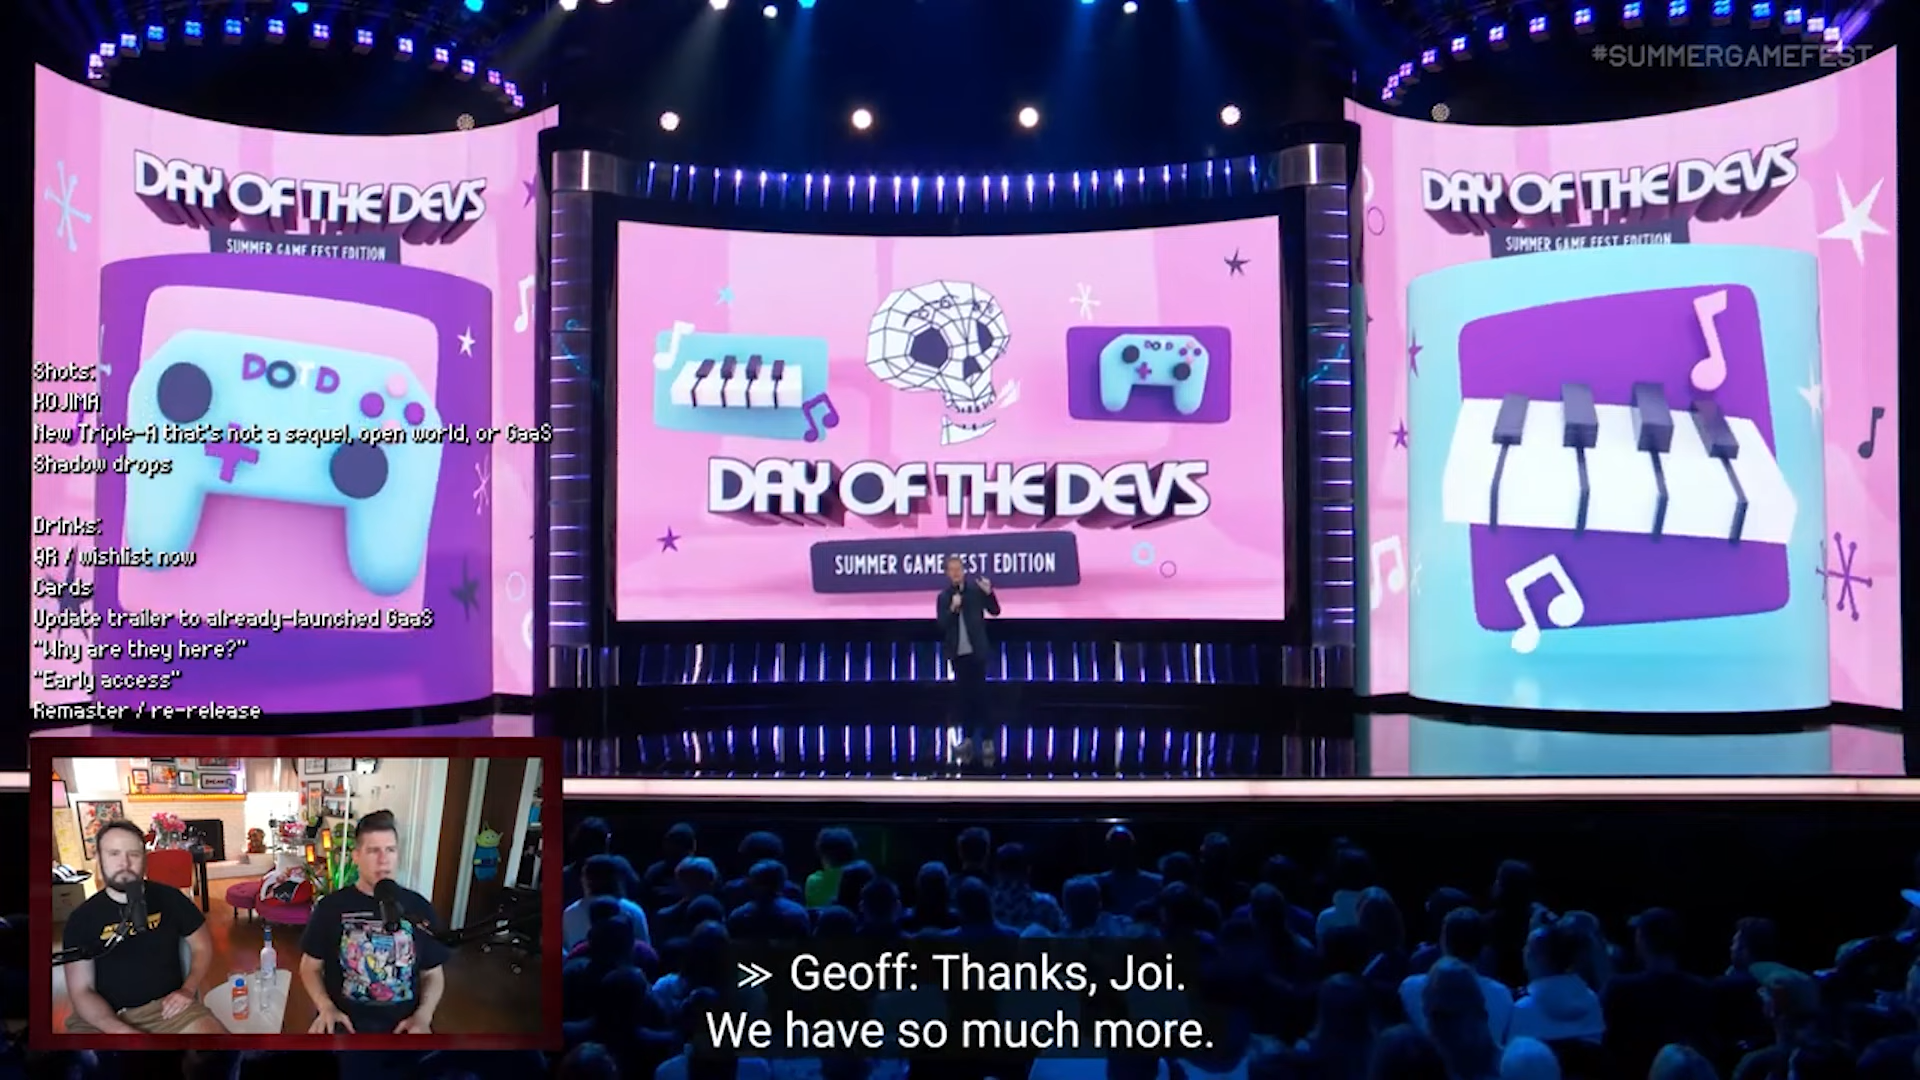 #SUMMERGAMEFEST
DAY OF THE DEVS
SUMMER GAME FEST EDITION
DOTD
DAY OF THE DEVS
SUMMER GAME FEST EDITION
DOTD
DAY OF THE DEVS
SUMMER GAME FEST EDITION
Shots:
KOJIMA
New Triple-A that's not a sequel, open world, or GaaS
Shadow drops
Drinks:
QR / wishlist now
Cards
Update trailer to already-launched GaaS
"Why are they here?"
"Early access"
Remaster / re-release
>> Geoff: Thanks, Joi.
We have so much more.